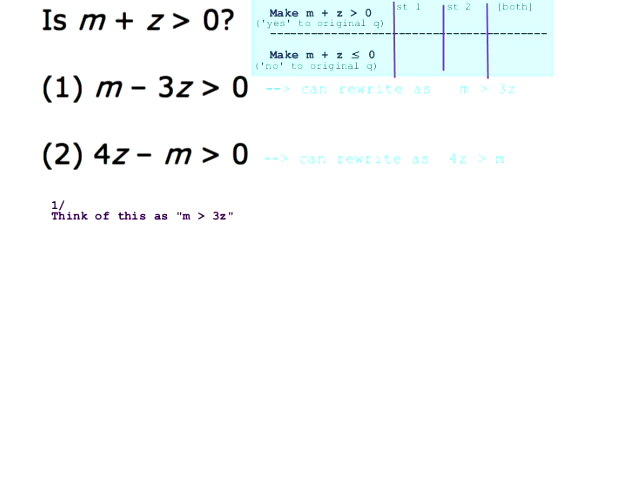 Is m + z > 0?
Make m + z > 0
('yes' to original q)
st 1
st 2
[both]
Make m + z ≤ 0
('no' to original q)
(1) m – 3z > 0
--> can rewrite as m > 3z
(2) 4z – m > 0
--> can rewrite as 4z > m
1/
Think of this as "m > 3z"